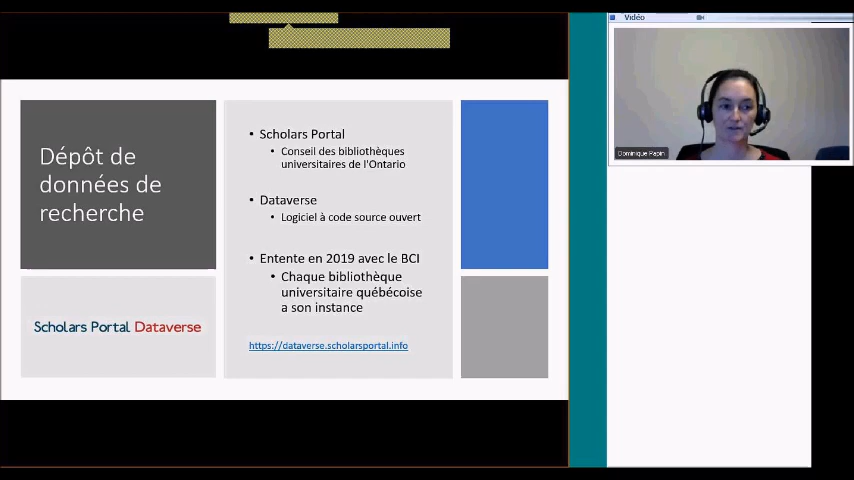 Vidéo
Dominique Papin
Dépôt de
données de
recherche
Scholars Portal Dataverse
• Scholars Portal
• Conseil des bibliothèques
universitaires de l'Ontario
• Dataverse
• Logiciel à code source ouvert
• Entente en 2019 avec le BCI
• Chaque bibliothèque
universitaire québécoise
a son instance
https://dataverse.scholarsportal.info